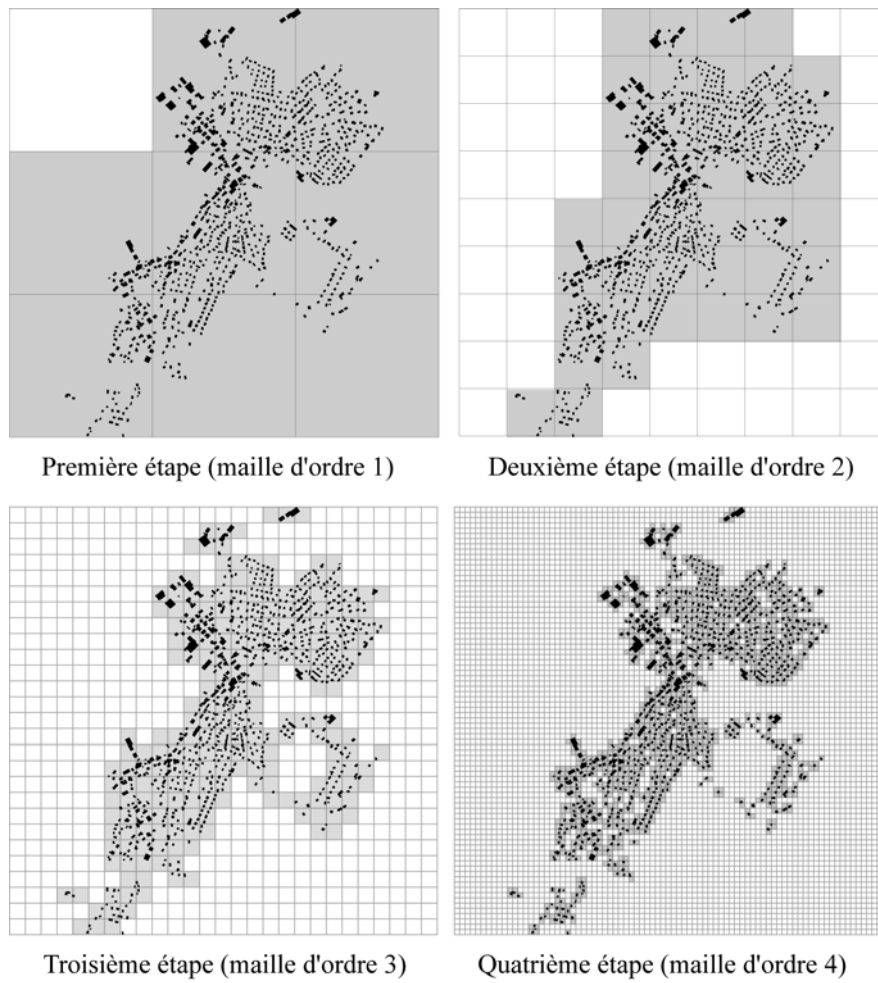 Première étape (maille d'ordre 1)
Deuxième étape (maille d'ordre 2)
Troisième étape (maille d'ordre 3)
Quatrième étape (maille d'ordre 4)